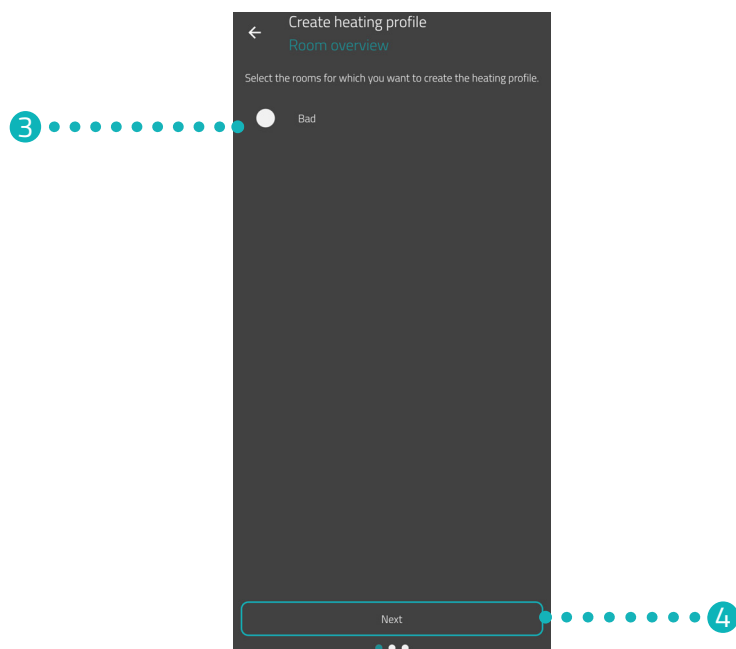 Create heating profile
Room overview
Select the rooms for which you want to create the heating profile.
3
Bad
Next
4